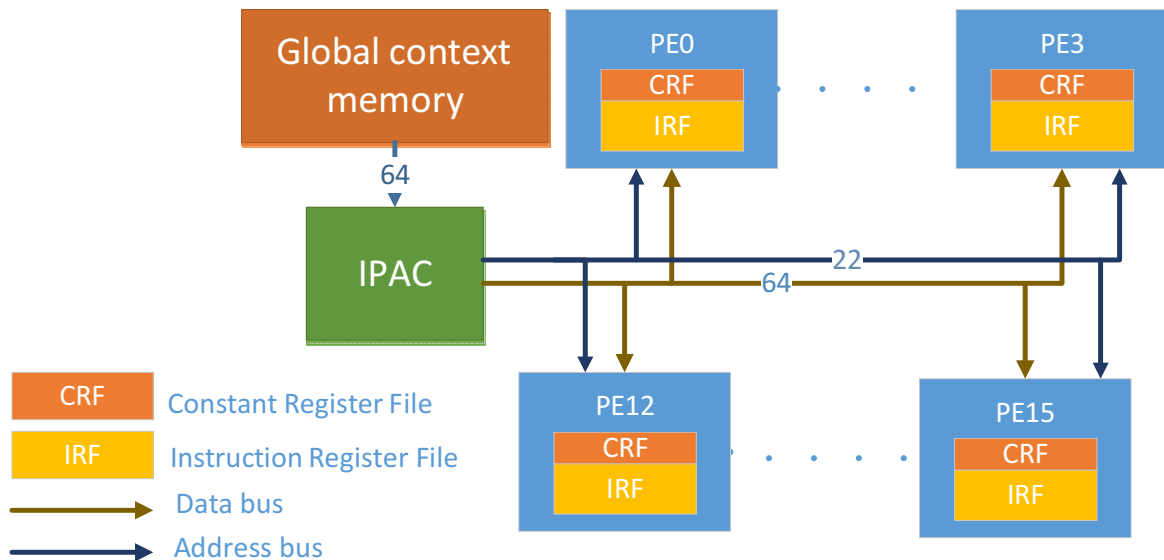 Global context
memory
64
IPAC
PE0
CRF
IRF
PE3
CRF
IRF
22
64
PE12
CRF
IRF
PE15
CRF
IRF
CRF
Constant Register File
IRF
Instruction Register File
Data bus
Address bus